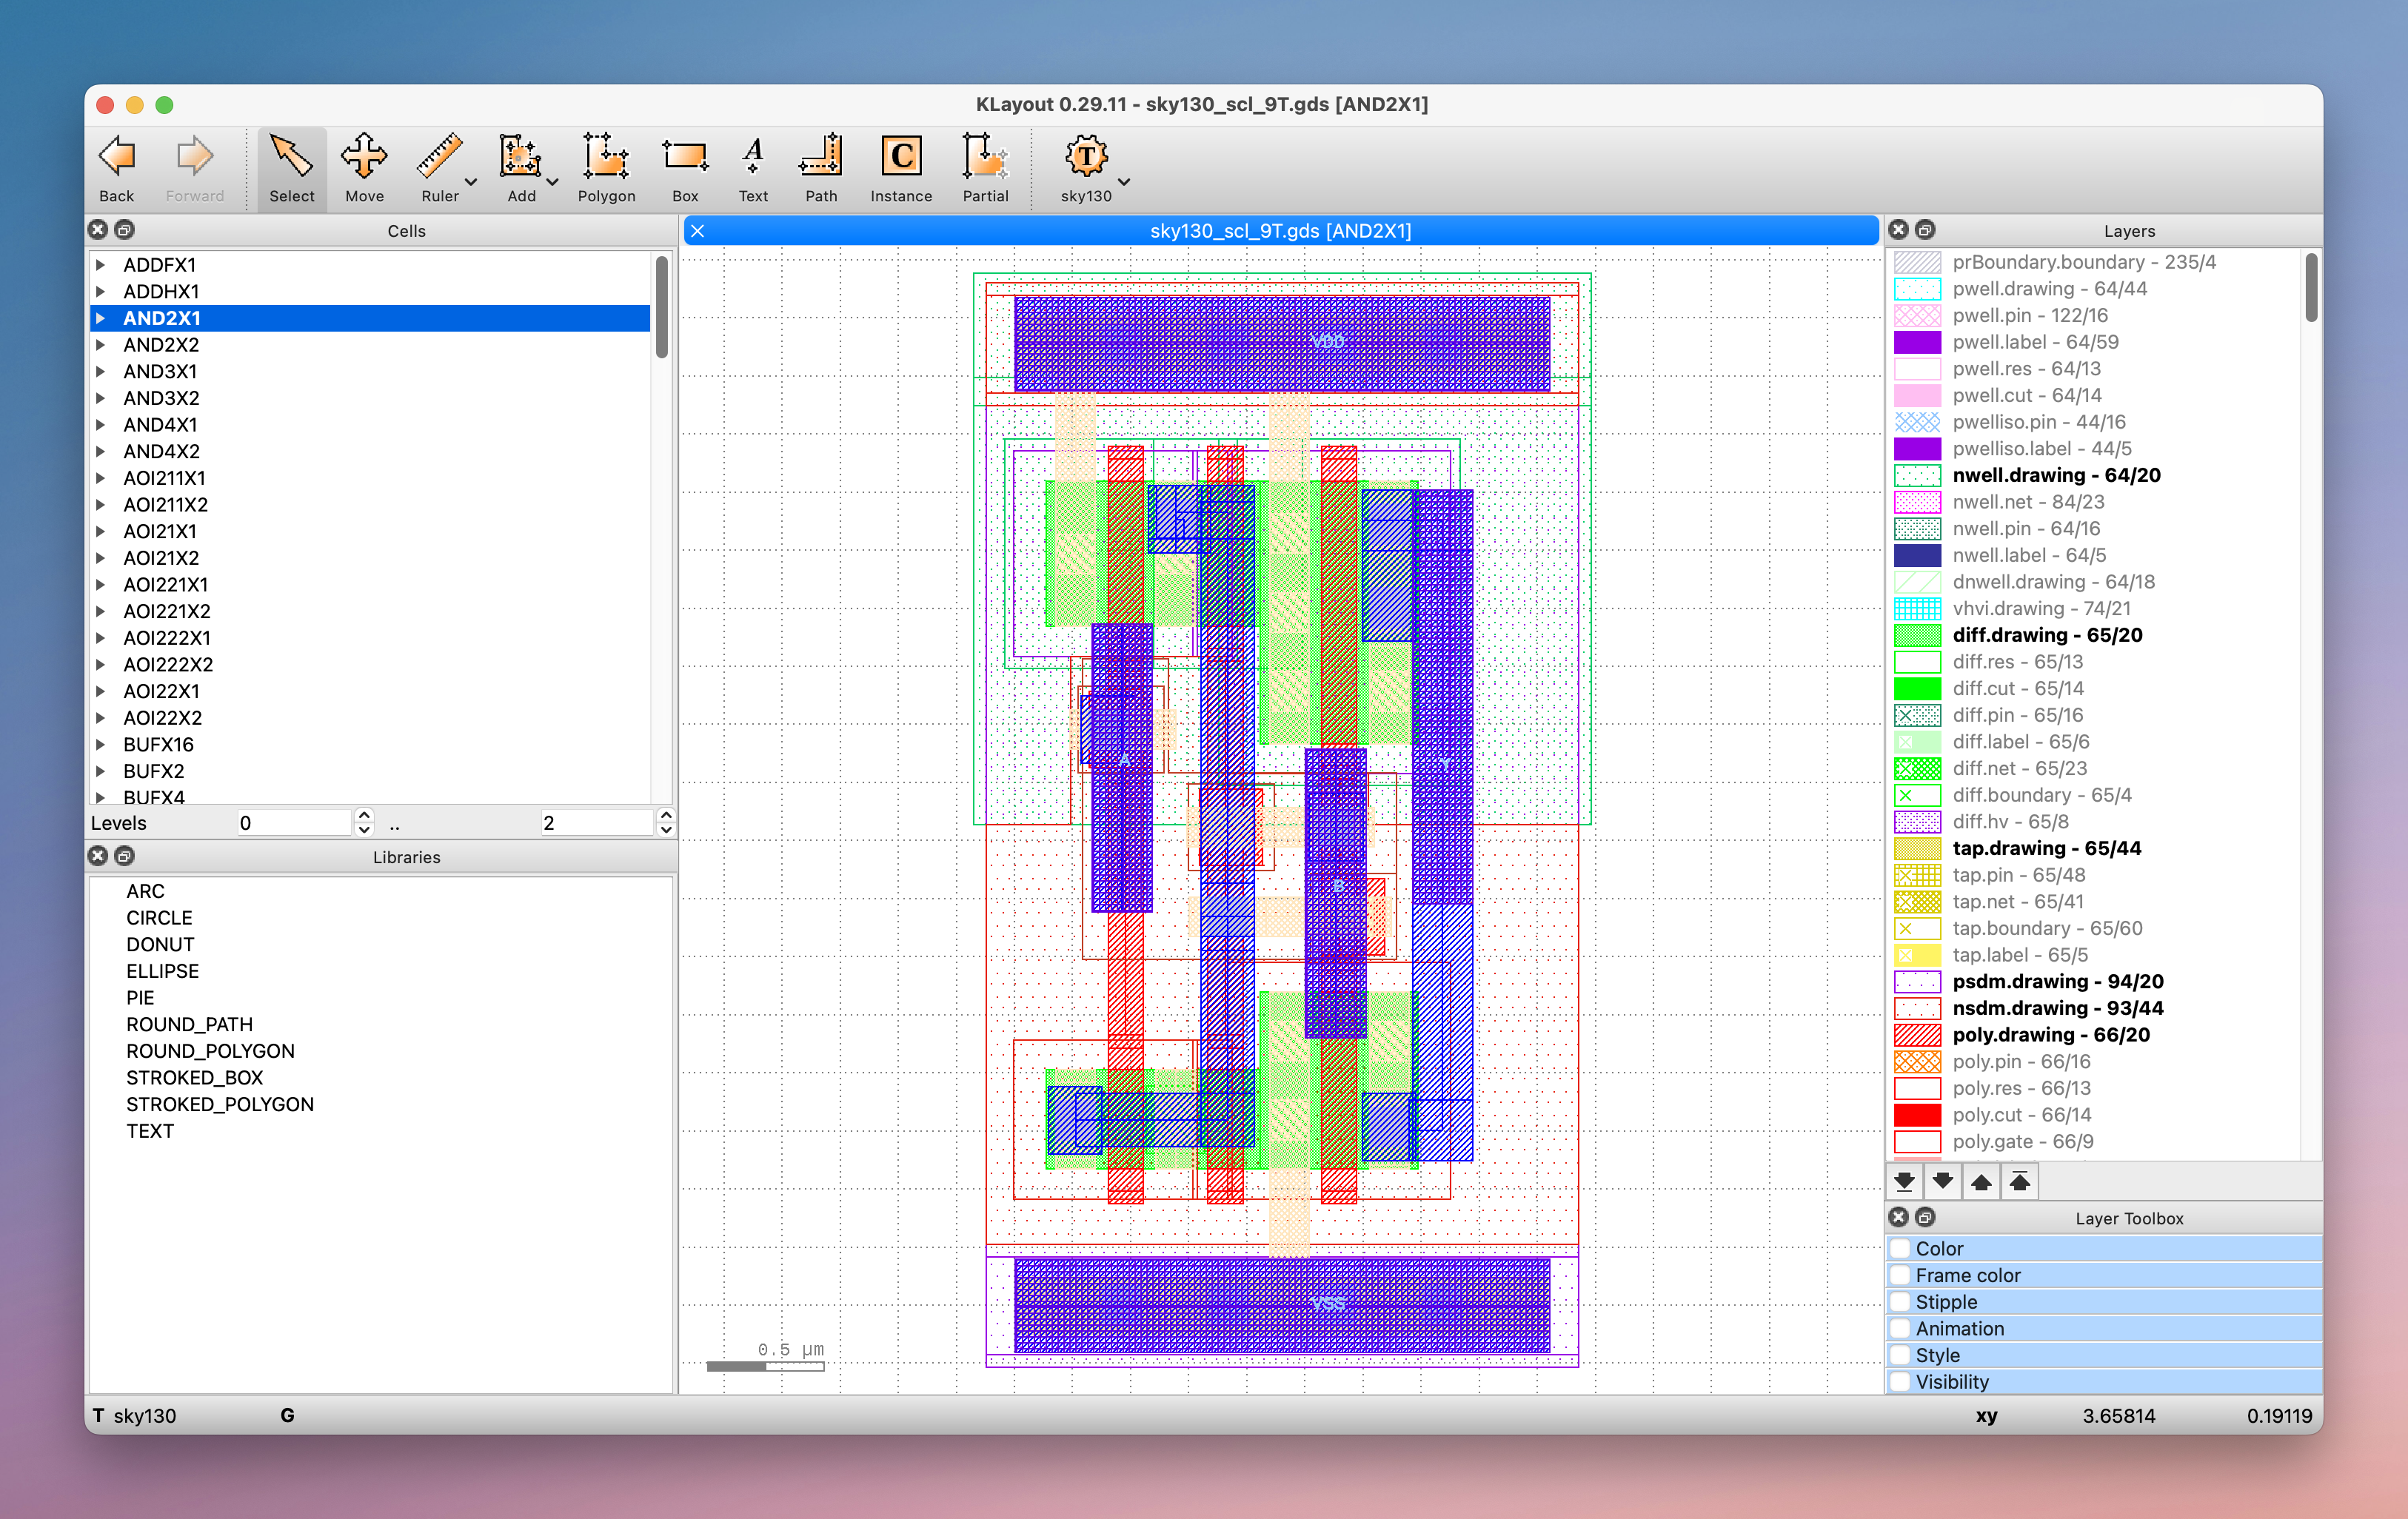 KLayout 0.29.11 - sky130_scl_9T.gds [AND2X1]
Back Forward Select Move Ruler Add Polygon Box Text Path Instance Partial sky130
Cells
ADDFX1
ADDHX1
AND2X1
AND2X2
AND3X1
AND3X2
AND4X1
AND4X2
AOI211X1
AOI211X2
AOI21X1
AOI21X2
AOI221X1
AOI221X2
AOI222X1
AOI222X2
AOI22X1
AOI22X2
BUFX16
BUFX2
BUFX4
Levels 0 .. 2
Libraries
ARC
CIRCLE
DONUT
ELLIPSE
PIE
ROUND_PATH
ROUND_POLYGON
STROKED_BOX
STROKED_POLYGON
TEXT
sky130_scl_9T.gds [AND2X1]
VDD
A
Y
B
VSS
0.5 µm
Layers
prBoundary.boundary - 235/4
pwell.drawing - 64/44
pwell.pin - 122/16
pwell.label - 64/59
pwell.res - 64/13
pwell.cut - 64/14
pwelliso.pin - 44/16
pwelliso.label - 44/5
nwell.drawing - 64/20
nwell.net - 84/23
nwell.pin - 64/16
nwell.label - 64/5
dnwell.drawing - 64/18
vhvi.drawing - 74/21
diff.drawing - 65/20
diff.res - 65/13
diff.cut - 65/14
diff.pin - 65/16
diff.label - 65/6
diff.net - 65/23
diff.boundary - 65/4
diff.hv - 65/8
tap.drawing - 65/44
tap.pin - 65/48
tap.net - 65/41
tap.boundary - 65/60
tap.label - 65/5
psdm.drawing - 94/20
nsdm.drawing - 93/44
poly.drawing - 66/20
poly.pin - 66/16
poly.res - 66/13
poly.cut - 66/14
poly.gate - 66/9
Layer Toolbox
Color
Frame color
Stipple
Animation
Style
Visibility
T sky130 G xy 3.65814 0.19119